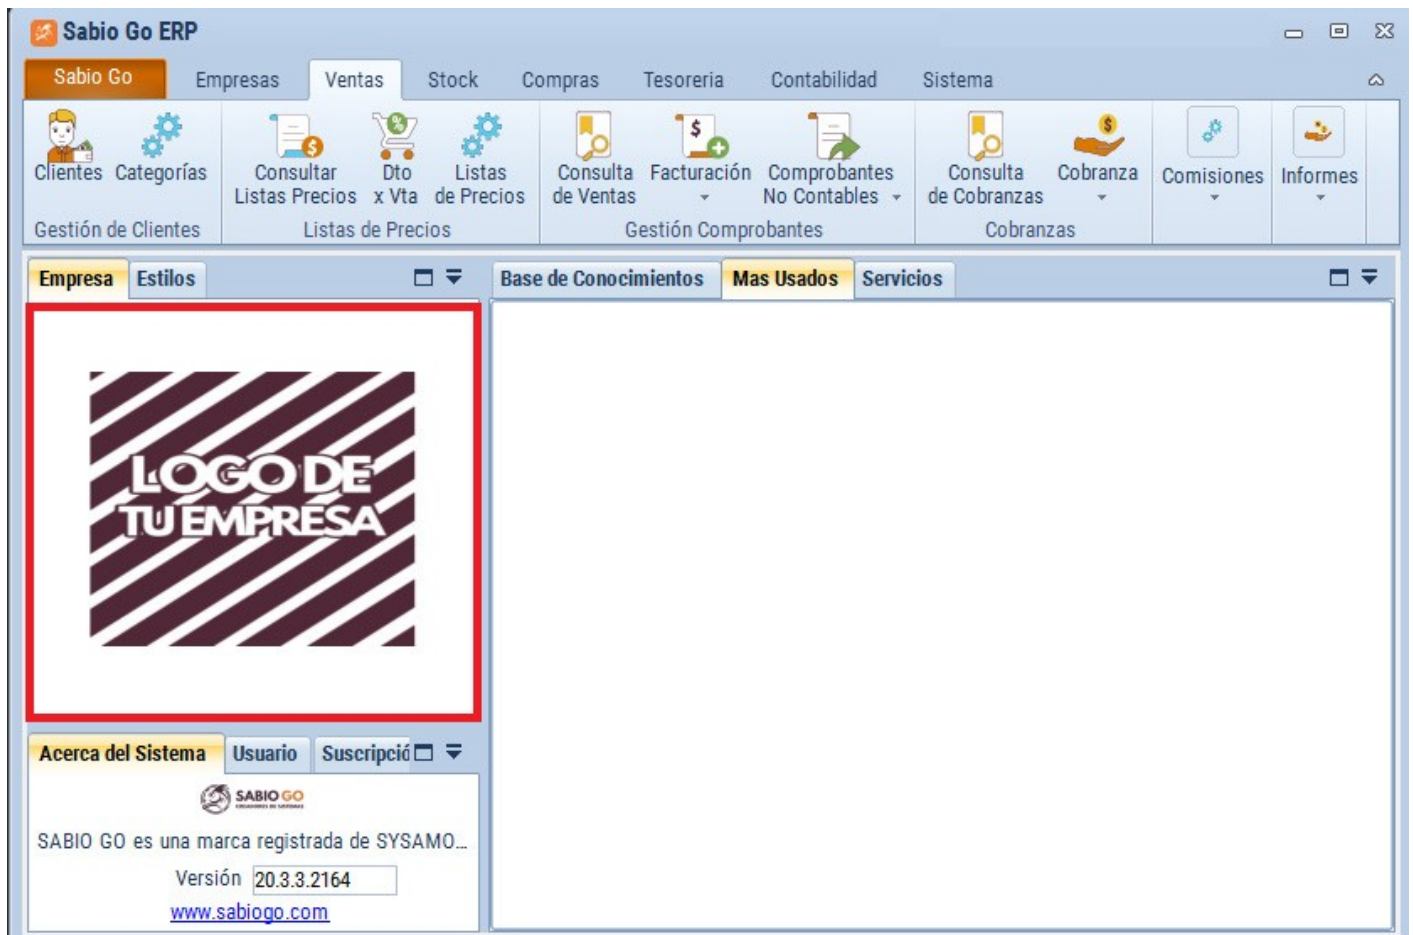 Sabio Go ERP
Sabio Go Empresas Ventas Stock Compras Tesoreria Contabilidad Sistema
Clientes Categorías Consultar Listas Precios Dto x Vta Listas de Precios Consulta de Ventas Facturación Comprobantes No Contables Consulta de Cobranzas Cobranza Comisiones Informes
Gestión de Clientes Listas de Precios Gestión Comprobantes Cobranzas
Empresa Estilos Base de Conocimientos Mas Usados Servicios
LOGO DE
TU EMPRESA
Acerca del Sistema Usuario Suscripció
SABIO GO
SABIO GO es una marca registrada de SYSAMO...
Versión 20.3.3.2164
www.sabiogo.com